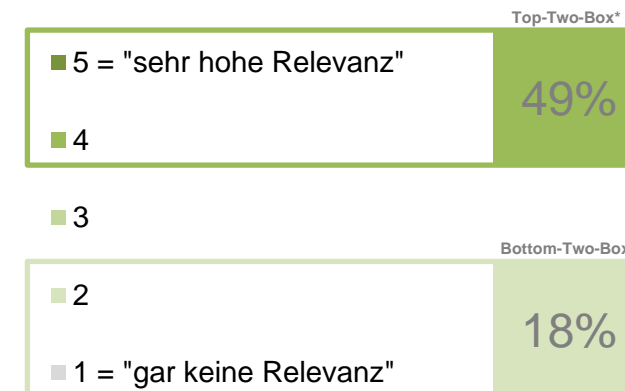 Top-Two-Box*
5 = "sehr hohe Relevanz"
49%
4
3
Bottom-Two-Box
2
18%
1 = "gar keine Relevanz"